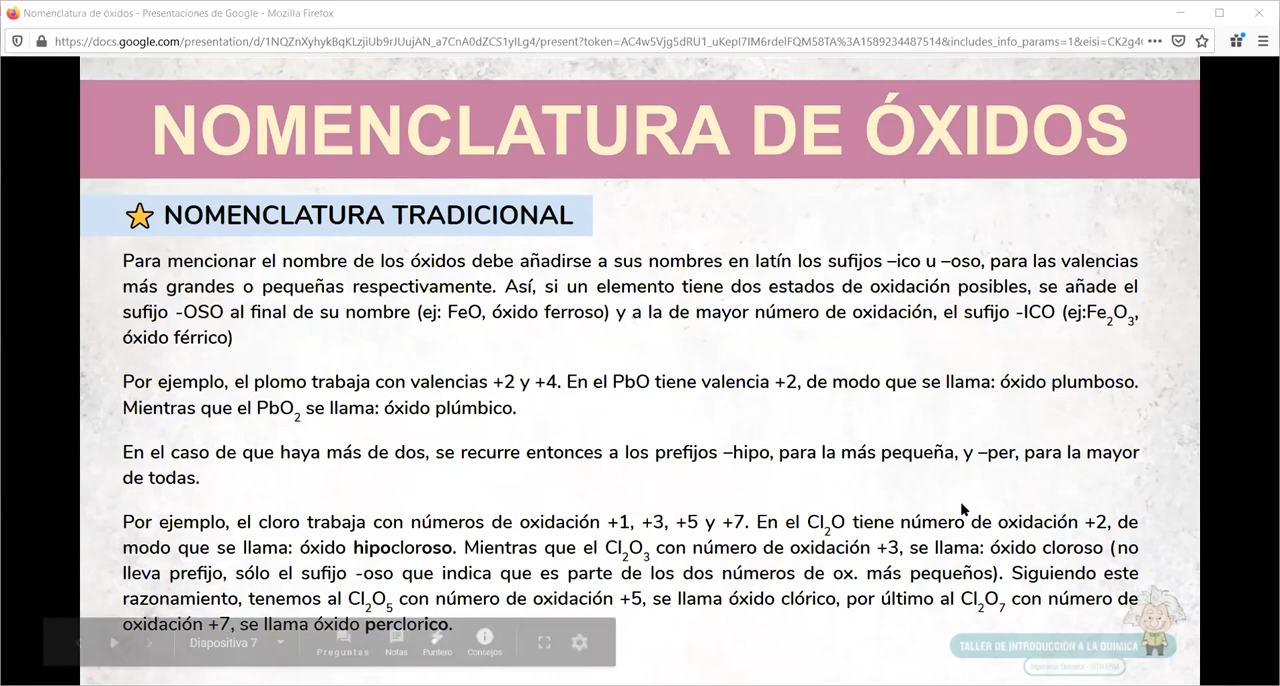 Nomenclatura de óxidos - Presentaciones de Google - Mozilla Firefox
https://docs.google.com/presentation/d/
NOMENCLATURA DE ÓXIDOS
NOMENCLATURA TRADICIONAL
Para mencionar el nombre de los óxidos debe añadirse a sus nombres en latín los sufijos –ico u –oso, para las valencias
más grandes o pequeñas respectivamente. Así, si un elemento tiene dos estados de oxidación posibles, se añade el
sufijo -OSO al final de su nombre (ej: FeO, óxido ferroso) y a la de mayor número de oxidación, el sufijo -ICO (ej:Fe₂O₃,
óxido férrico)
Por ejemplo, el plomo trabaja con valencias +2 y +4. En el PbO tiene valencia +2, de modo que se llama: óxido plumboso.
Mientras que el PbO₂ se llama: óxido plúmbico.
En el caso de que haya más de dos, se recurre entonces a los prefijos –hipo, para la más pequeña, y –per, para la mayor
de todas.
Por ejemplo, el cloro trabaja con números de oxidación +1, +3, +5 y +7. En el Cl₂O tiene número de oxidación +2, de
modo que se llama: óxido hipocloroso. Mientras que el Cl₂O₃ con número de oxidación +3, se llama: óxido cloroso (no
lleva prefijo, sólo el sufijo -oso que indica que es parte de los dos números de ox. más pequeños). Siguiendo este
razonamiento, tenemos al Cl₂O₅ con número de oxidación +5, se llama óxido clórico, por último al Cl₂O₇ con número de
oxidación +7, se llama óxido perclorico.
Diapositiva 7
Preguntas Notas Puntero Consejos
TALLER DE INTRODUCCIÓN A LA QUÍMICA